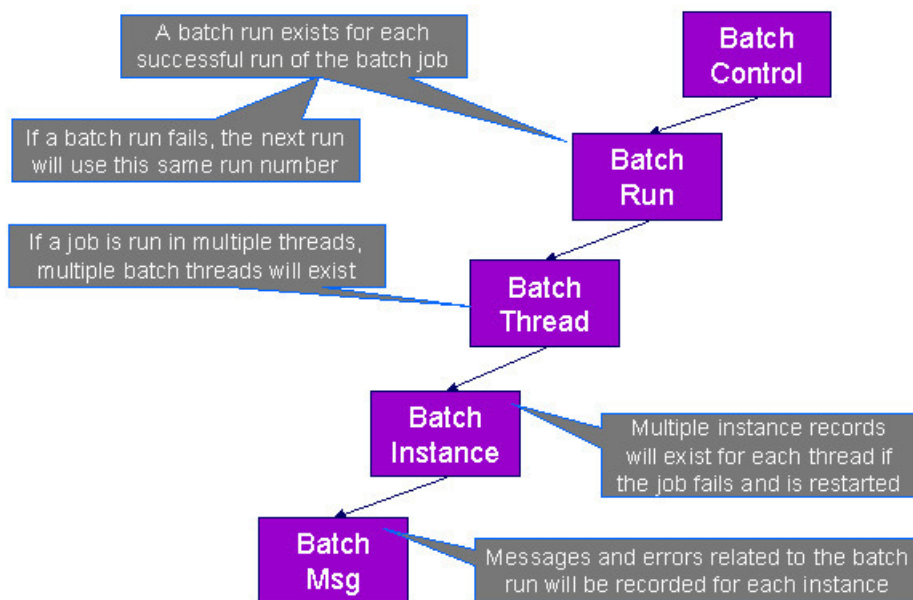 A batch run exists for each
successful run of the batch job
Batch
Control
If a batch run fails, the next run
will use this same run number
Batch
Run
If a job is run in multiple threads,
multiple batch threads will exist
Batch
Thread
Batch
Instance
Multiple instance records
will exist for each thread if
the job fails and is restarted
Batch
Msg
Messages and errors related to the batch
run will be recorded for each instance